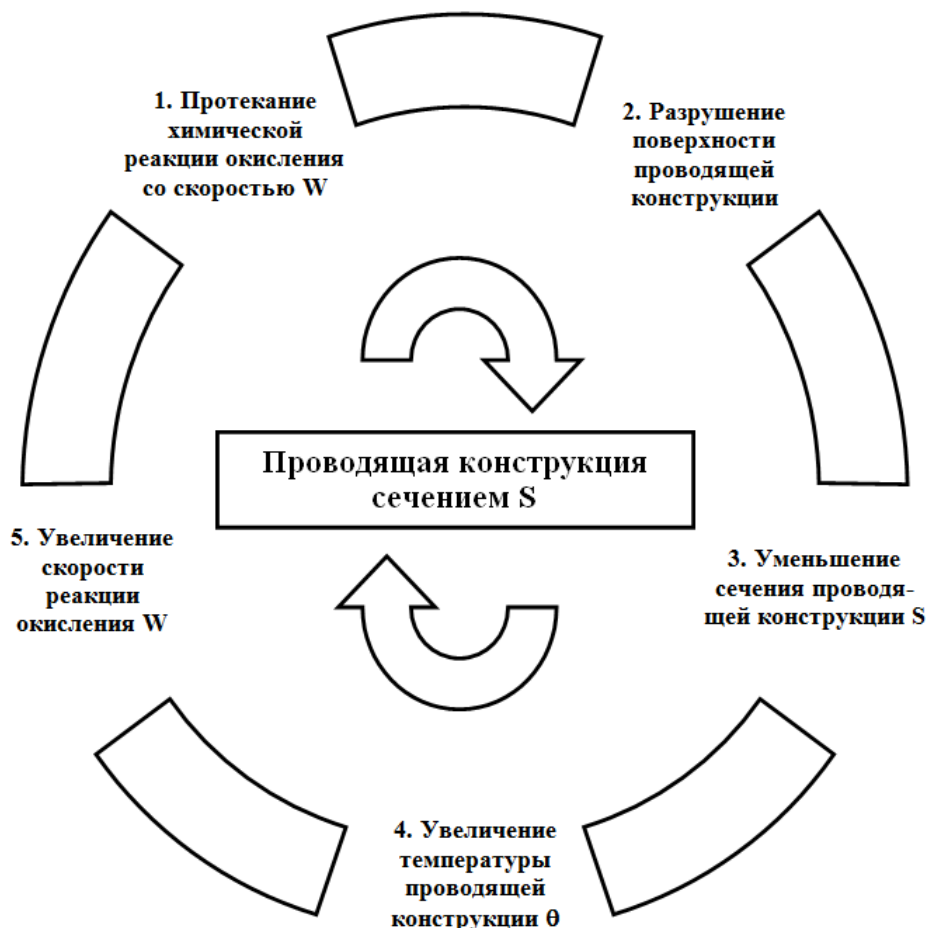 1. Протекание
химической
реакции окисления
со скоростью W
2. Разрушение
поверхности
проводящей
конструкции
Проводящая конструкция
сечением S
3. Уменьшение
сечения проводя-
щей конструкции S
4. Увеличение
температуры
проводящей
конструкции θ
5. Увеличение
скорости
реакции
окисления W